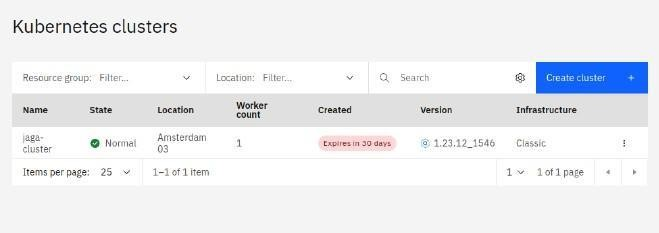 Kubernetes clusters
Resource group: Filter... Location: Filter... Search Create cluster +
Name State Location Worker count Created Version Infrastructure
jaga-cluster Normal Amsterdam 03 1 Expires in 30 days 1.23.12_1546 Classic
Items per page: 25 1–1 of 1 item 1 1 of 1 page